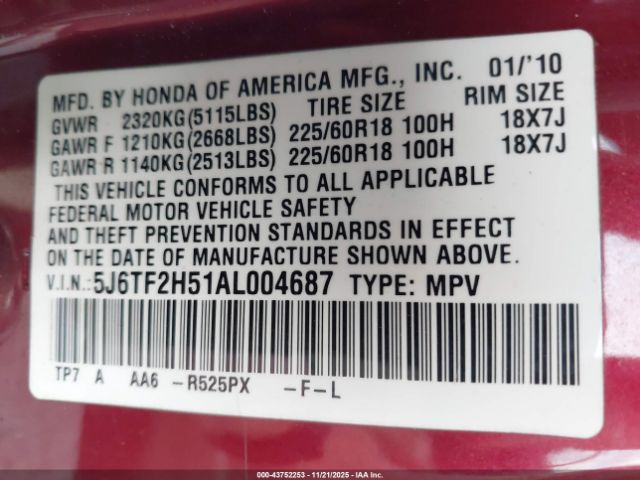 MFD. BY HONDA OF AMERICA MFG., INC. 01/'10
GVWR 2320KG(5115LBS) TIRE SIZE RIM SIZE
GAWR F 1210KG(2668LBS) 225/60R18 100H 18X7J
GAWR R 1140KG(2513LBS) 225/60R18 100H 18X7J
THIS VEHICLE CONFORMS TO ALL APPLICABLE
FEDERAL MOTOR VEHICLE SAFETY
AND THEFT PREVENTION STANDARDS IN EFFECT
ON THE DATE OF MANUFACTURE SHOWN ABOVE.
V.I.N.:5J6TF2H51AL004687 TYPE: MPV
TP7 A AA6 -R525PX -F-L
000-43752253 - 11/21/2025 - IAA Inc.